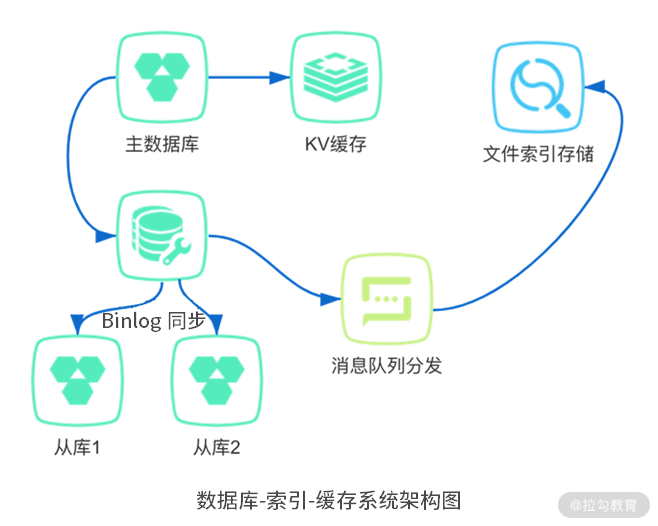 主数据库
KV缓存
文件索引存储
Binlog 同步
消息队列分发
从库1
从库2
数据库-索引-缓存系统架构图
@拉勾教育